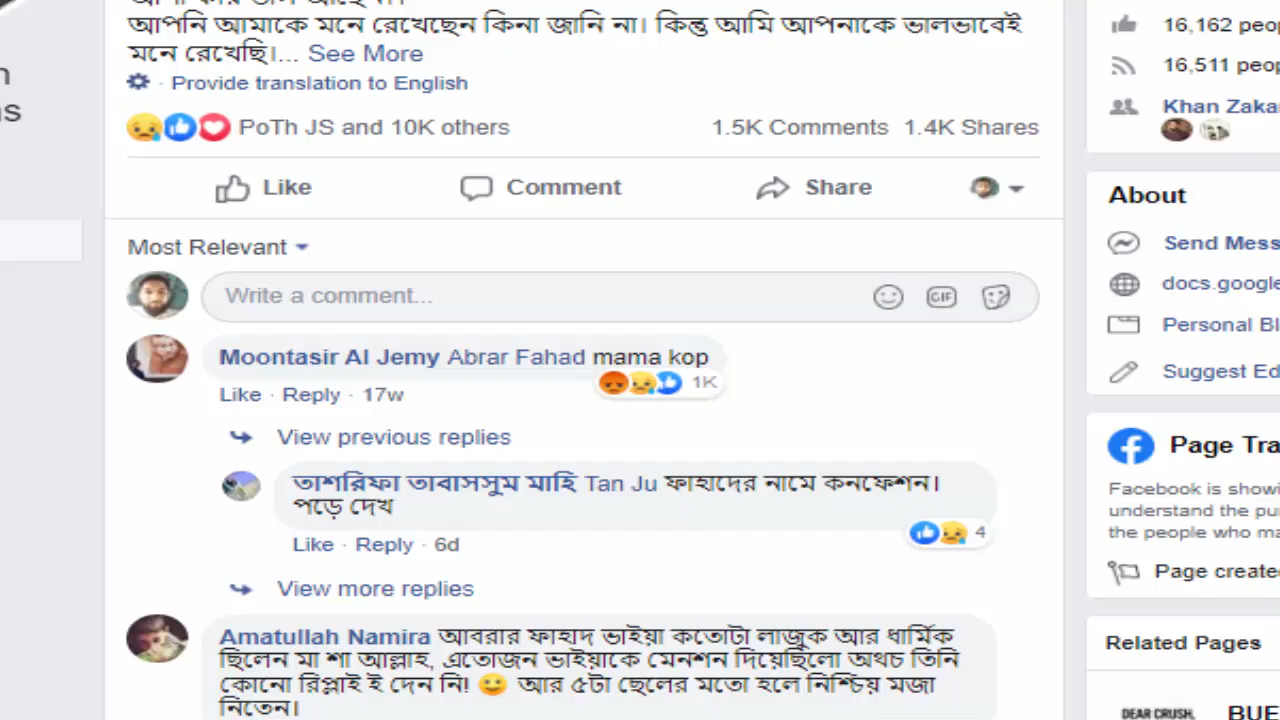 আপনি আমাকে মনে রেখেছেন কিনা জানি না। কিন্তু আমি আপনাকে ভালভাবেই
মনে রেখেছি।... See More
· Provide translation to English
PoTh JS and 10K others 1.5K Comments 1.4K Shares
Like Comment Share
Most Relevant
Write a comment...
GIF
Moontasir Al Jemy Abrar Fahad mama kop
1K
Like · Reply · 17w
View previous replies
তাশরিফা তাবাসসুম মাহি Tan Ju ফাহাদের নামে কনফেশন।
পড়ে দেখ
4
Like · Reply · 6d
View more replies
Amatullah Namira আবরার ফাহাদ ভাইয়া কতোটা লাজুক আর ধার্মিক
ছিলেন মা শা আল্লাহ, এতোজন ভাইয়াকে মেনশন দিয়েছিলো অথচ তিনি
কোনো রিপ্লাই ই দেন নি! 🙂 আর ৫টা ছেলের মতো হলে নিশ্চিয় মজা
নিতেন।
16,162 peop
16,511 peop
Khan Zaka
About
Send Mess
docs.google
Personal Bl
Suggest Ed
Page Tra
Facebook is showi
understand the pu
the people who ma
Page create
Related Pages
DEAR CRUSH,
BUE